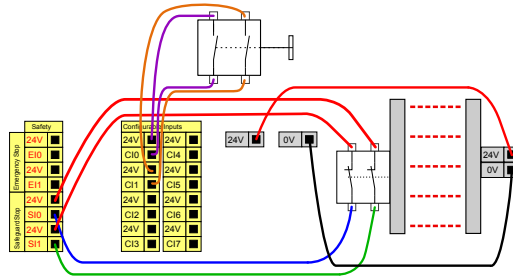 Safety
Emergency Stop
24V
EI0
24V
EI1
Safeguard Stop
24V
SI0
24V
SI1
Configurable Inputs
24V 24V
CI0 CI4
24V 24V
CI1 CI5
24V 24V
CI2 CI6
24V 24V
CI3 CI7
24V
0V
24V
0V